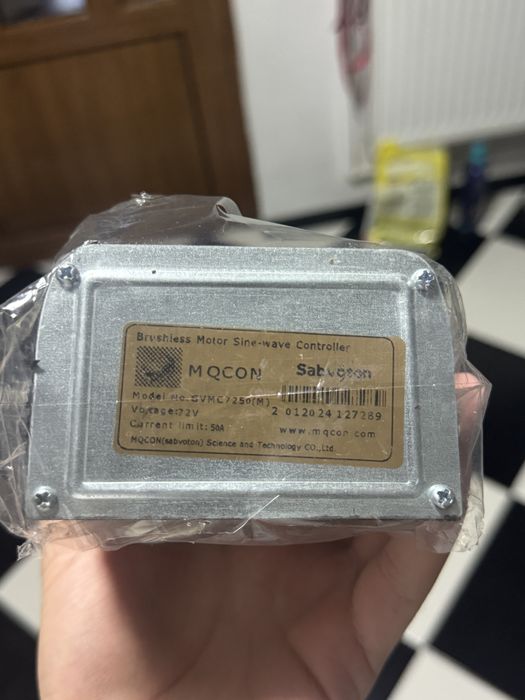 Brushless Motor Sine-wave Controller
MQCON Sabvoton
Model No.SVMC7250(M)
Voltage:72V
2 012024 127289
Current limit:50A
www.mqcon.com
MQCON(sabvoton) Science and Technology CO.,Ltd